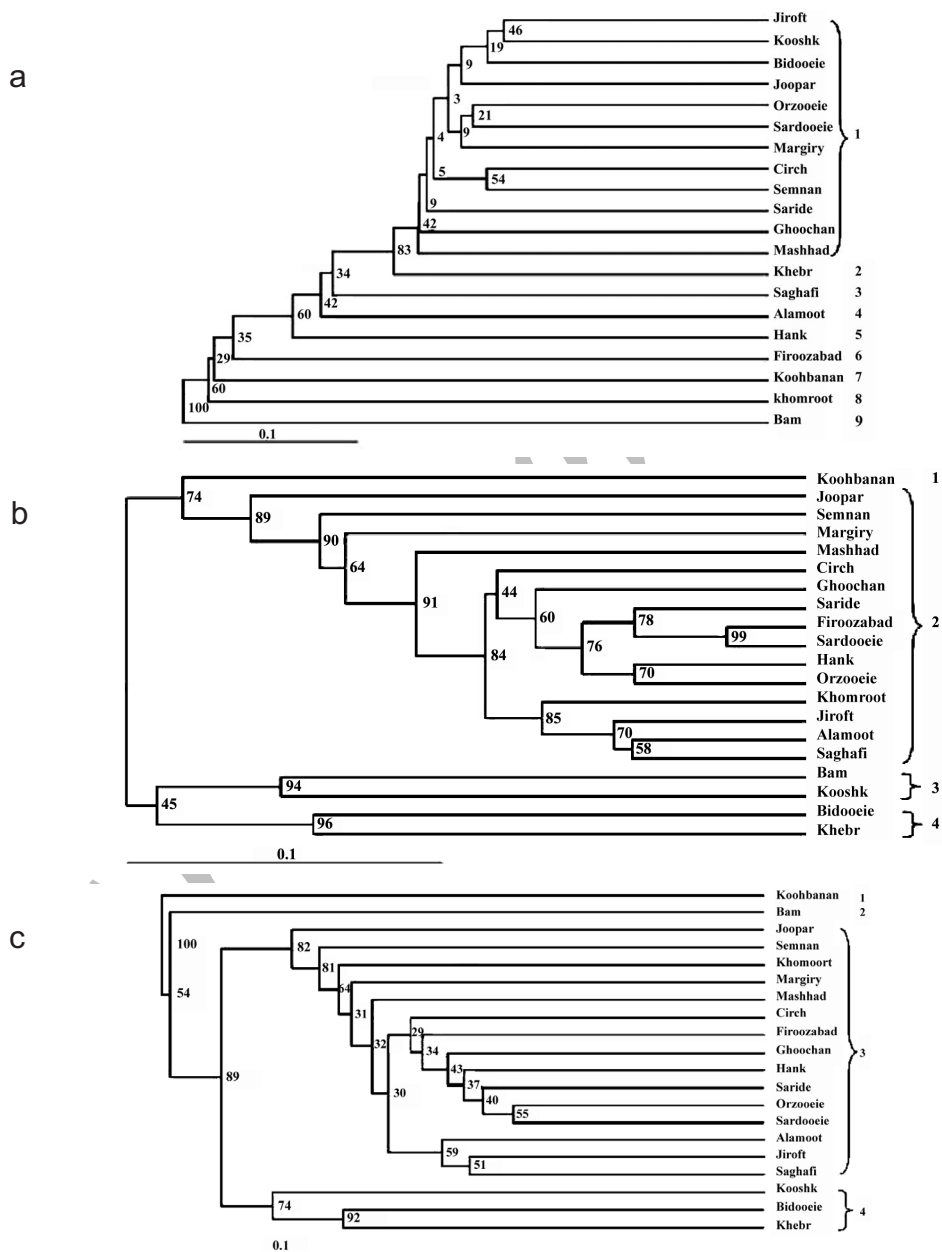 a
Jiroft
46
Kooshk
19
Bidooeie
9
Joopar
3
Orzooeie
21
Sardooeie
9
4
1
Margiry
Circh
5
54
Semnan
9
Saride
42
Ghoochan
83
Mashhad
34
Khebr 2
42
Saghafi 3
60
Alamoot 4
35
Hank 5
29
Firoozabad 6
60
Koohbanan 7
100
khomroot 8
Bam 9
0.1
b
Koohbanan 1
74
Joopar
89
Semnan
90
Margiry
64
Mashhad
91
Circh
44
Ghoochan
60
Saride
78
Firoozabad
2
99
Sardooeie
76
84
Hank
70
Orzooeie
Khomroot
85
Jiroft
70
Alamoot
58
Saghafi
Bam
94
3
Kooshk
45
Bidooeie
96
4
Khebr
0.1
c
Koohbanan 1
Bam 2
100
Joopar
82
Semnan
81
Khomoort
64
Margiry
54
31
Mashhad
32
Circh
29
Firoozabad
34
Ghoochan
3
43
Hank
89
37
Saride
30
40
Orzooeie
55
Sardooeie
Alamoot
59
Jiroft
51
Saghafi
Kooshk
74
Bidooeie
4
92
Khebr
0.1